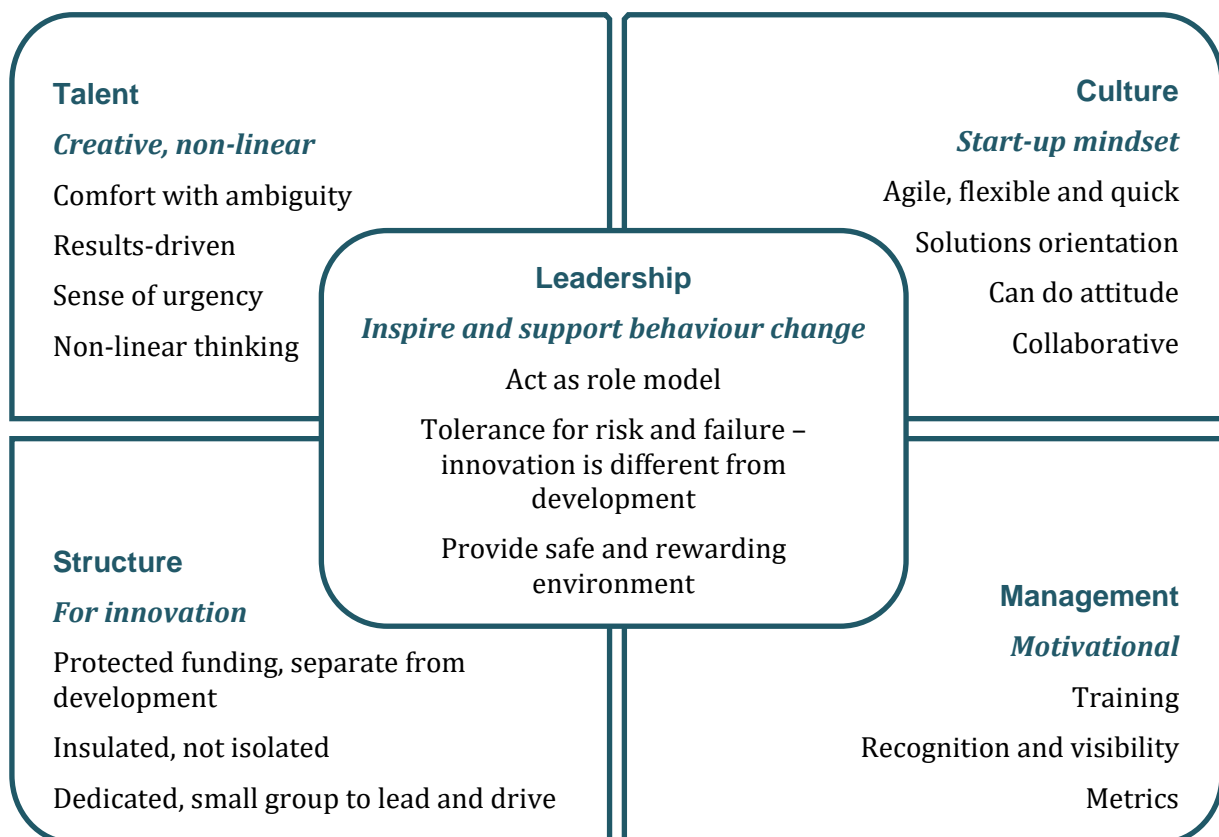 Talent
Creative, non-linear
Comfort with ambiguity
Results-driven
Sense of urgency
Non-linear thinking
Culture
Start-up mindset
Agile, flexible and quick
Solutions orientation
Can do attitude
Collaborative
Leadership
Inspire and support behaviour change
Act as role model
Tolerance for risk and failure –
innovation is different from
development
Provide safe and rewarding
environment
Structure
For innovation
Protected funding, separate from
development
Insulated, not isolated
Dedicated, small group to lead and drive
Management
Motivational
Training
Recognition and visibility
Metrics